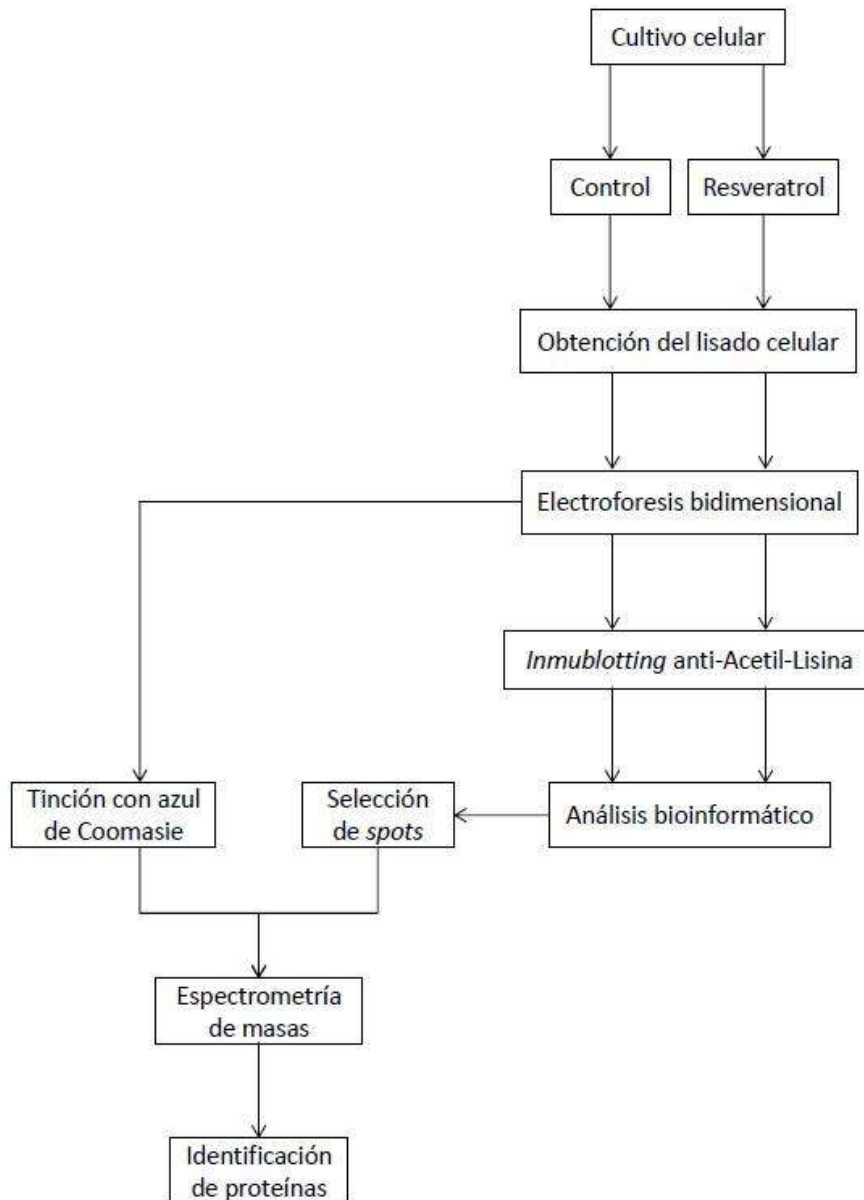 Cultivo celular
Control
Resveratrol
Obtención del lisado celular
Electroforesis bidimensional
Inmublotting anti-Acetil-Lisina
Tinción con azul
de Coomasie
Selección
de spots
Análisis bioinformático
Espectrometría
de masas
Identificación
de proteínas